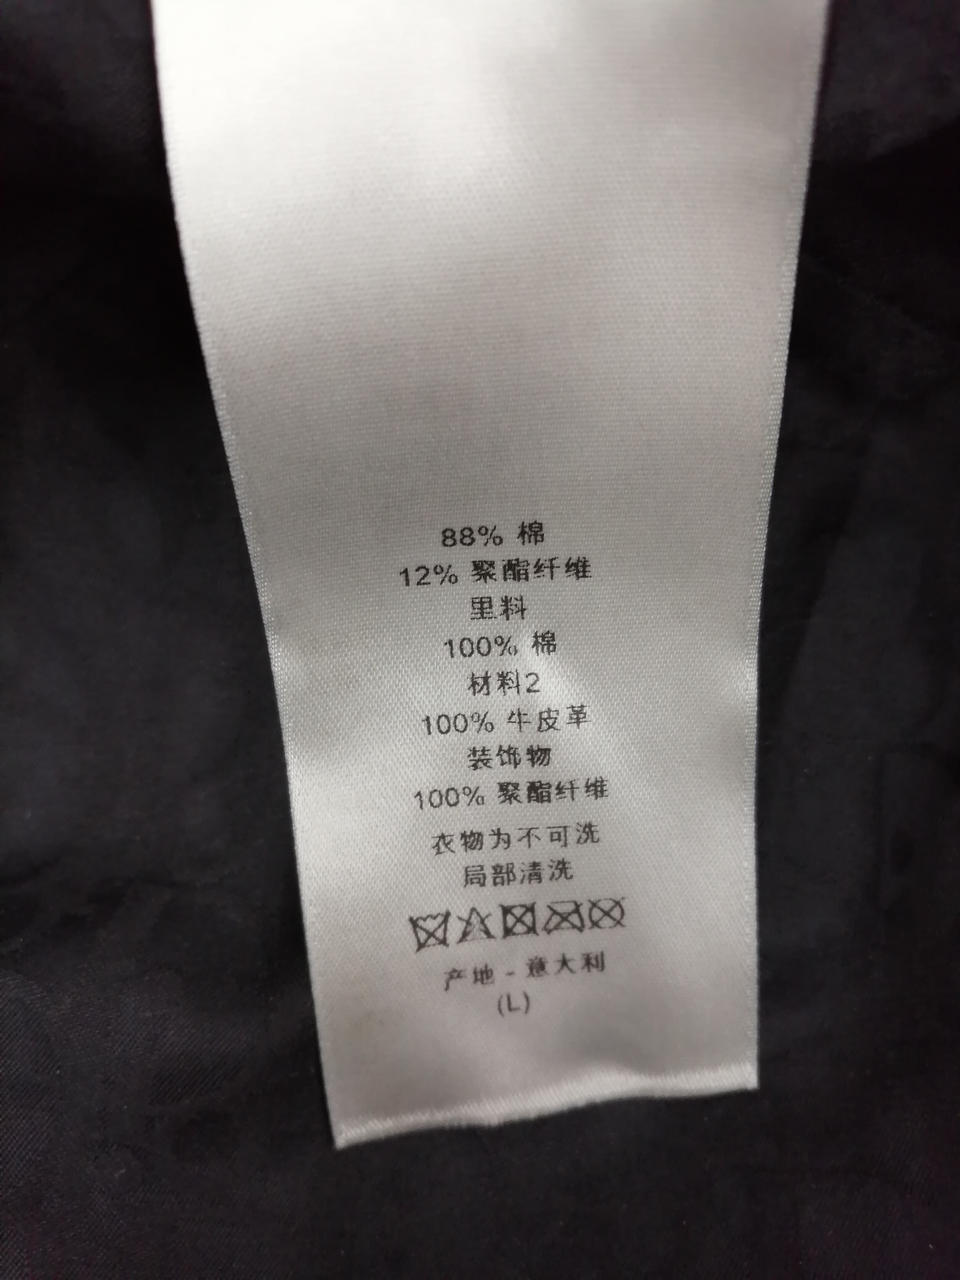 88% 棉
12% 聚酯纤维
里料
100% 棉
材料2
100% 牛皮革
装饰物
100% 聚酯纤维
衣物为不可洗
局部清洗
产地 - 意大利
(L)